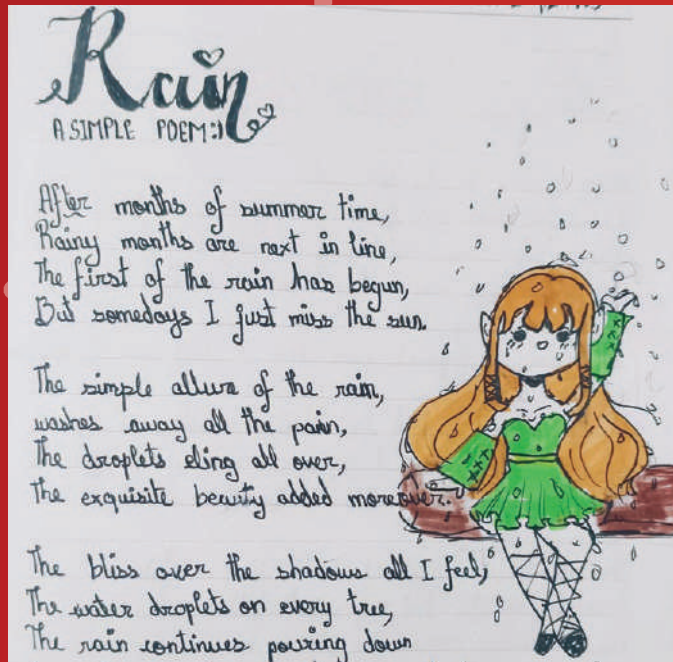 Rain
A SIMPLE POEM:)
After months of summer time,
Rainy months are next in line,
The first of the rain has begun,
But somedays I just miss the sun.
The simple allure of the rain,
washes away all the pain,
The droplets cling all over,
The exquisite beauty added moreover.
The bliss over the shadows all I feel,
The water droplets on every tree,
The rain continues pouring down